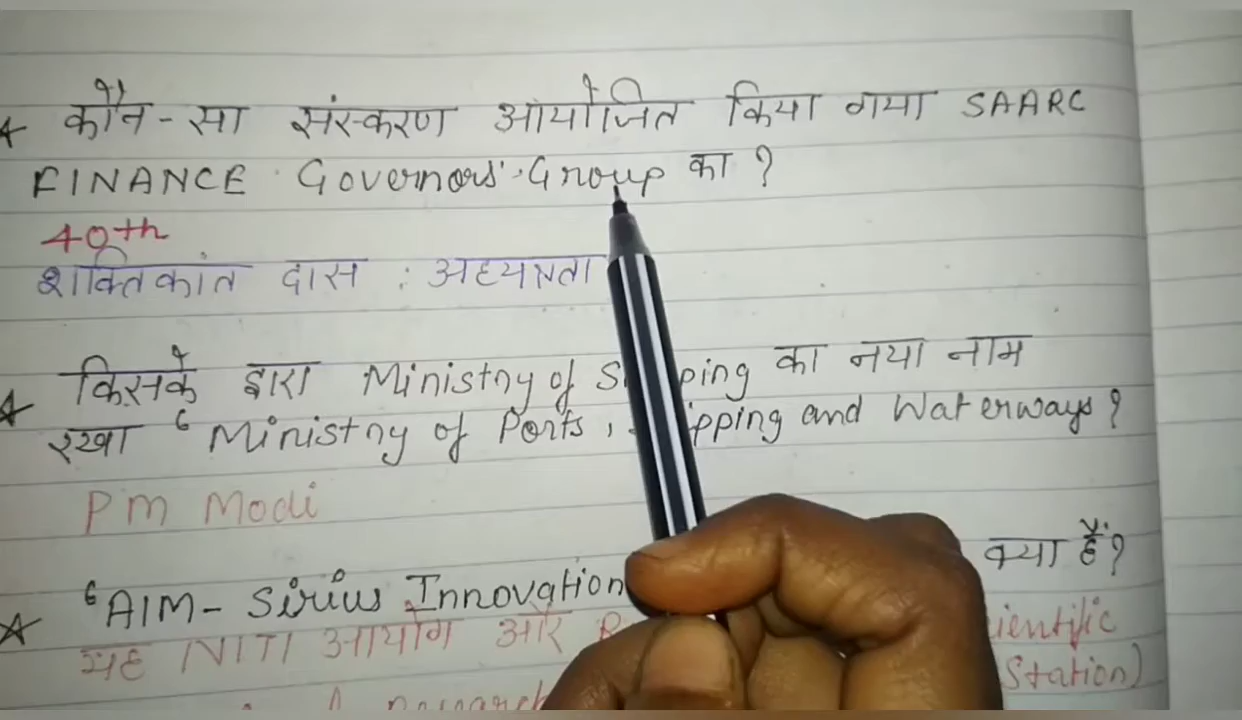 कौन-सा संस्करण आयोजित किया गया SAARC
FINANCE Governors' Group का ?
40th
शक्तिकांत दास : अध्यक्षता
किसके द्वारा Ministry of ping का नया नाम
रखा ' Ministry of Ports, pping and Waterways ?
PM Modi
' AIM - Sirius Innovation क्या हैं ?
यह NITI आयोग और ientific
Station)